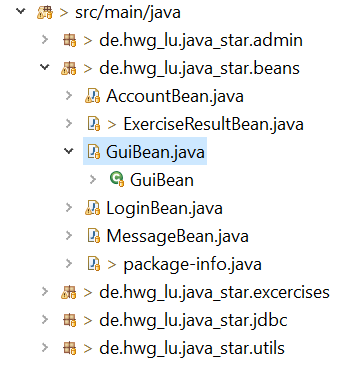 > src/main/java
> de.hwg_lu.java_star.admin
> de.hwg_lu.java_star.beans
AccountBean.java
> ExerciseResultBean.java
GuiBean.java
GuiBean
LoginBean.java
MessageBean.java
> package-info.java
> de.hwg_lu.java_star.excercises
> de.hwg_lu.java_star.jdbc
> de.hwg_lu.java_star.utils